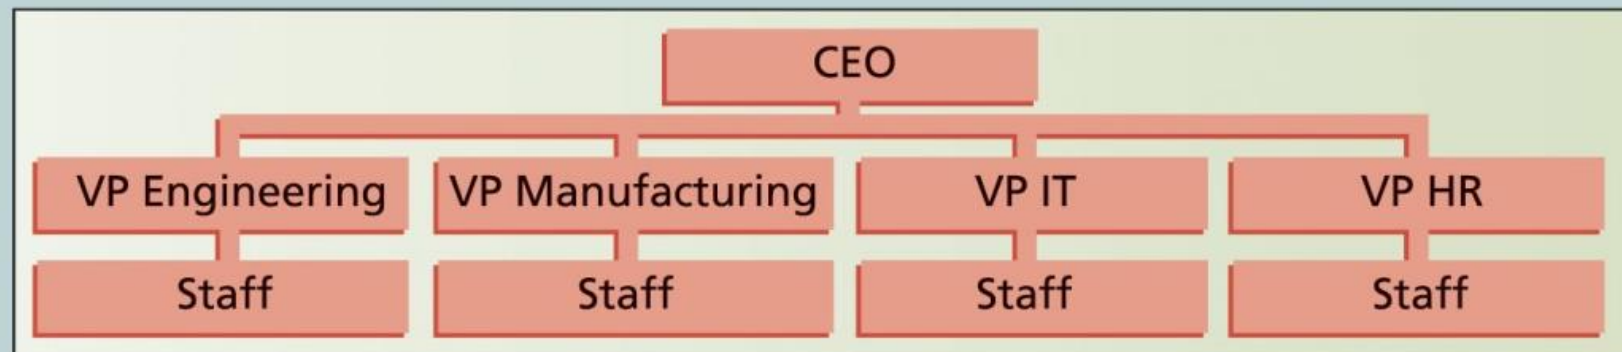 CEO
VP Engineering VP Manufacturing VP IT VP HR
Staff Staff Staff Staff